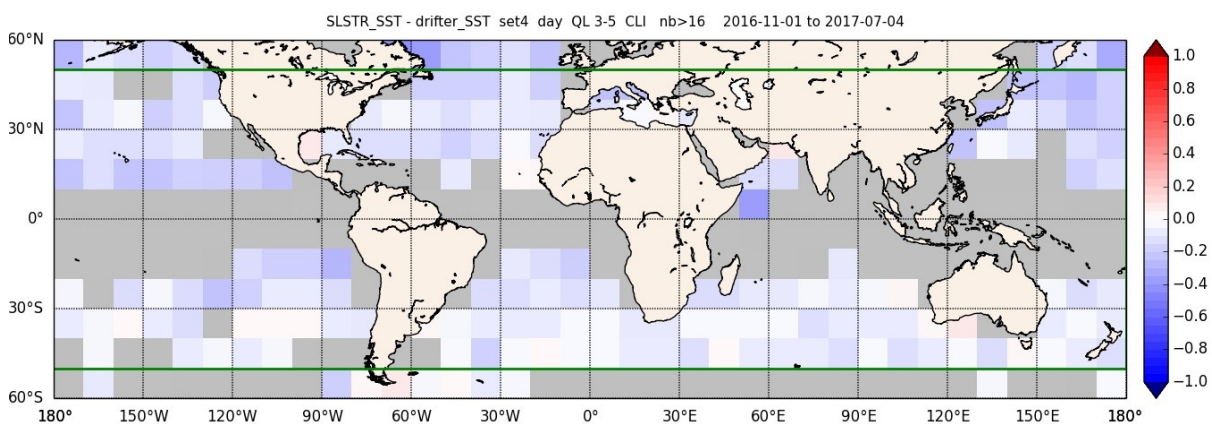 SLSTR_SST - drifter_SST set4 day QL 3-5 CLI nb>16 2016-11-01 to 2017-07-04
60°N
30°N
0°
30°S
60°S
180° 150°W 120°W 90°W 60°W 30°W 0° 30°E 60°E 90°E 120°E 150°E 180°
1.0
0.8
0.6
0.4
0.2
0.0
−0.2
−0.4
−0.6
−0.8
−1.0